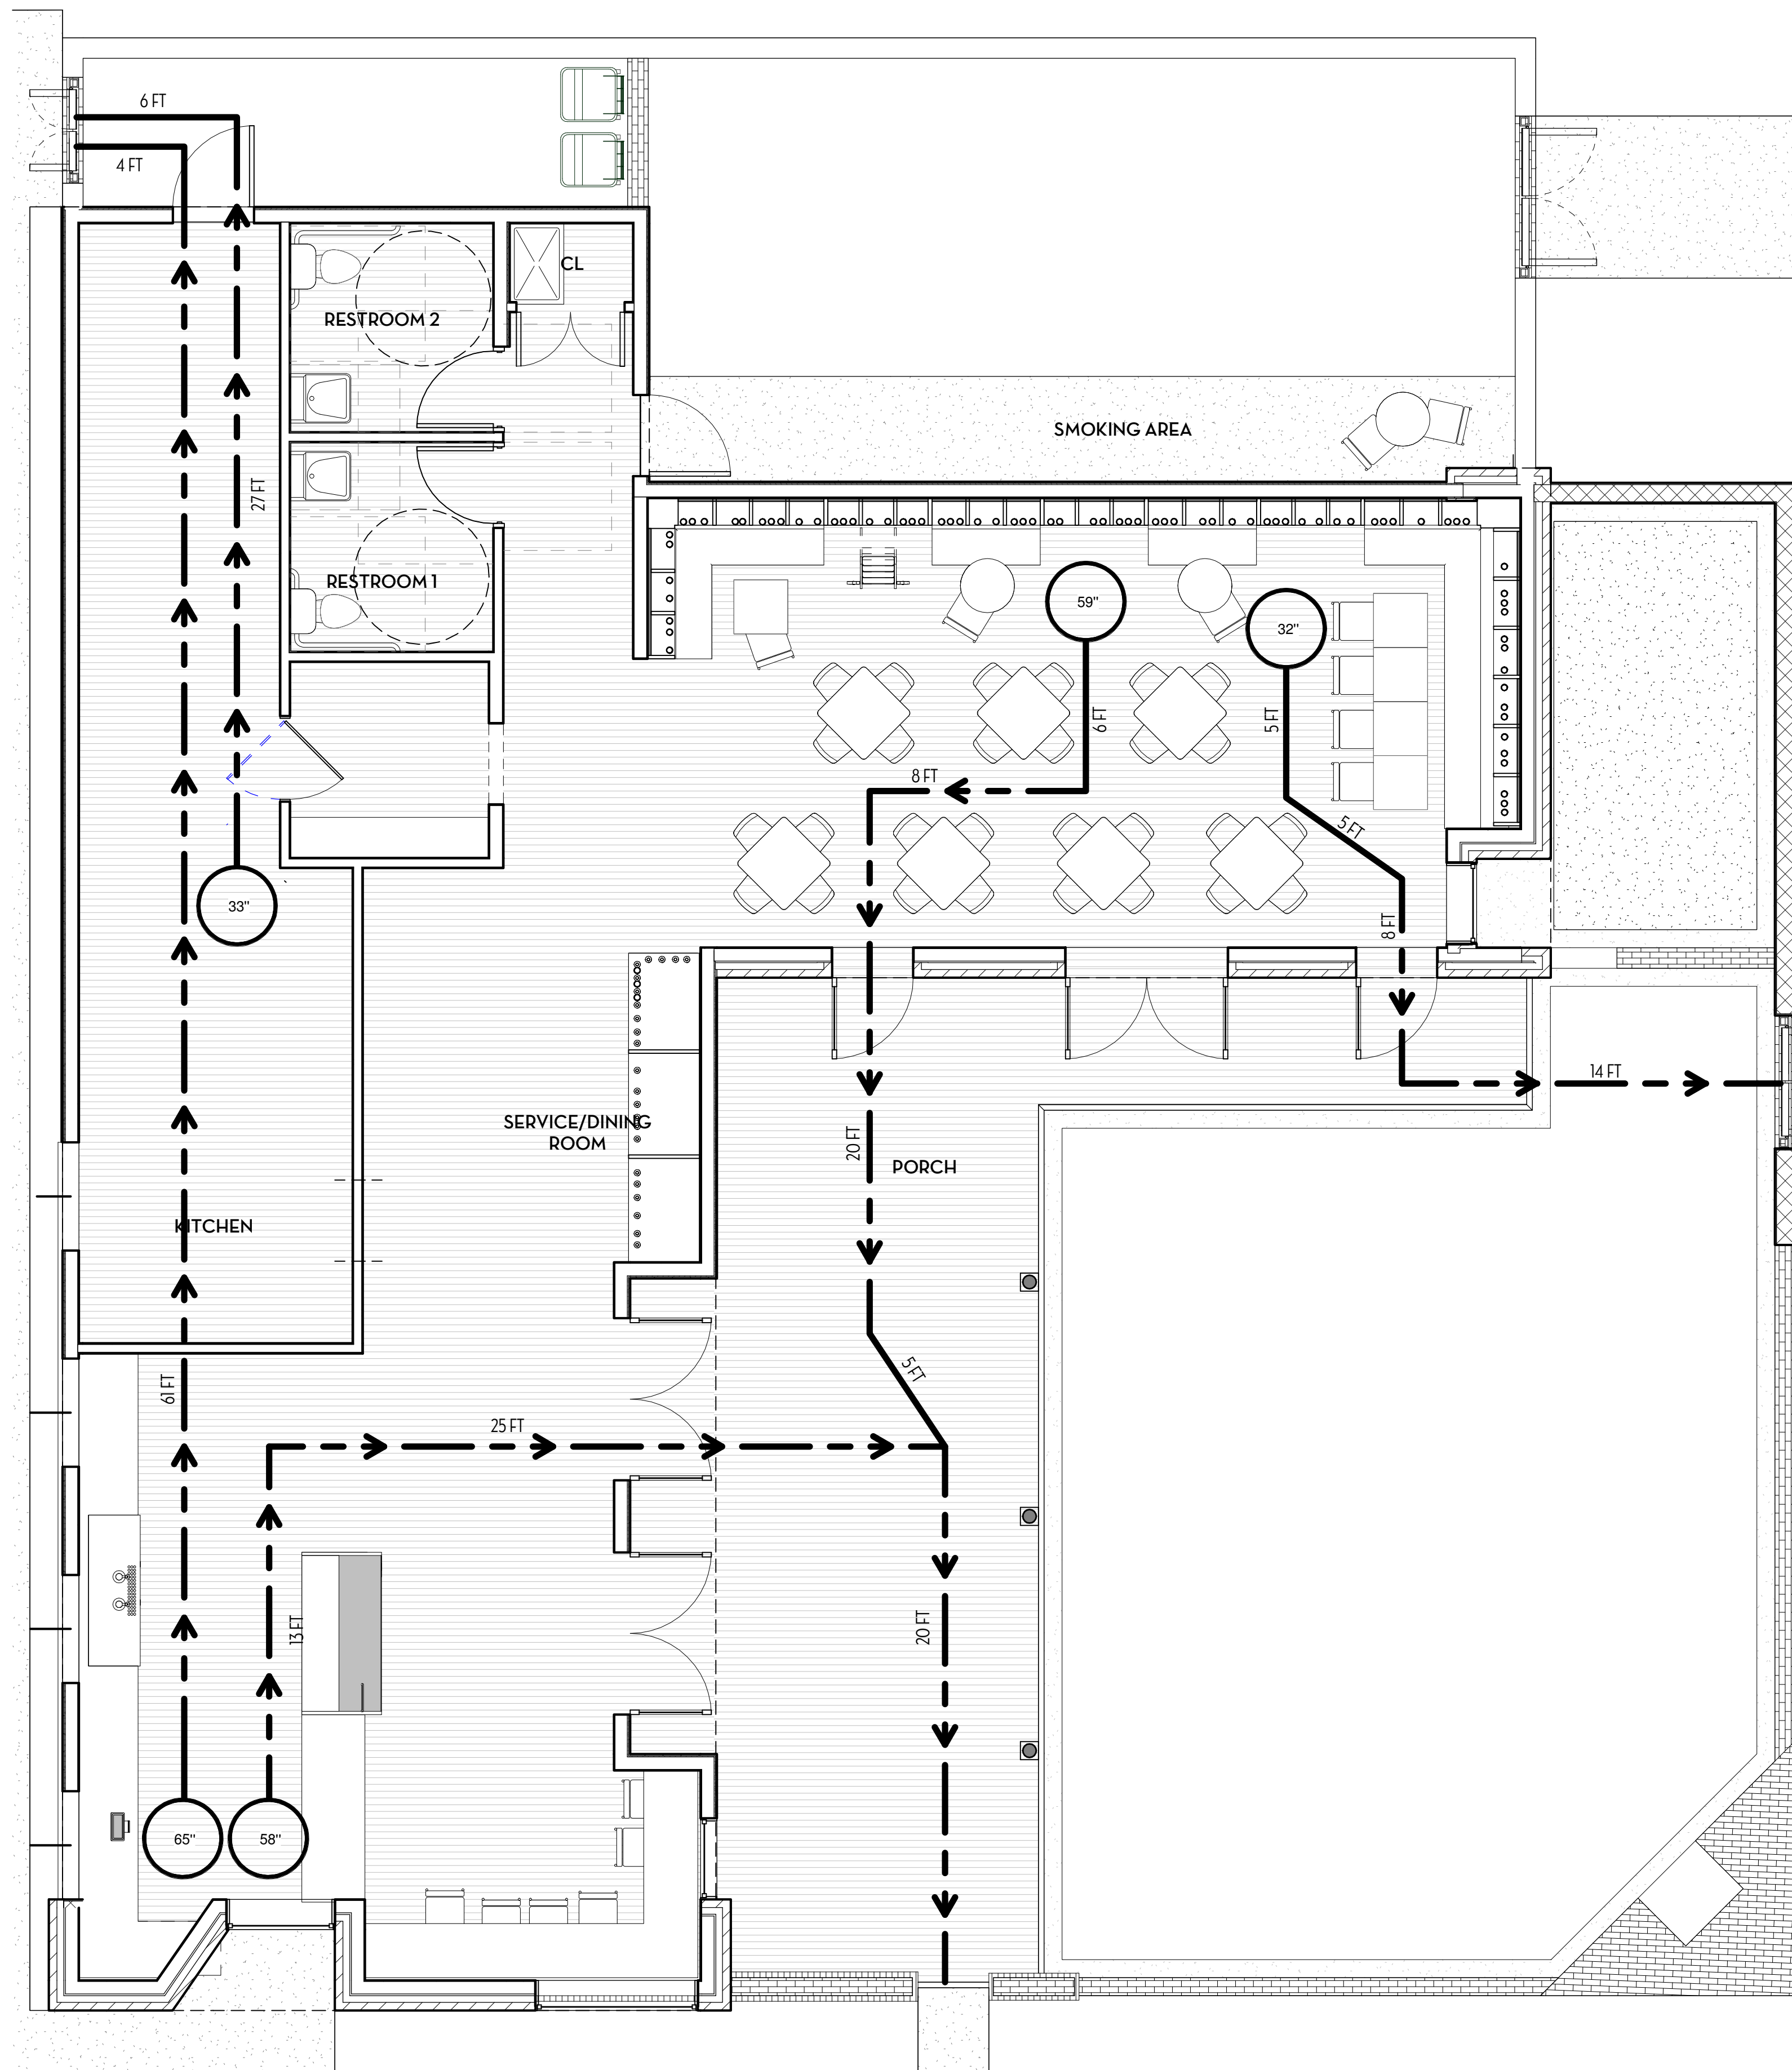 6 FT
4 FT
CL
RESTROOM 2
SMOKING AREA
27 FT
RESTROOM 1
59"
32"
6 FT
5 FT
8 FT
5 FT
33"
8 FT
14 FT
SERVICE/DINING
ROOM
20 FT
PORCH
KITCHEN
5 FT
61 FT
25 FT
13 FT
20 FT
65"
58"